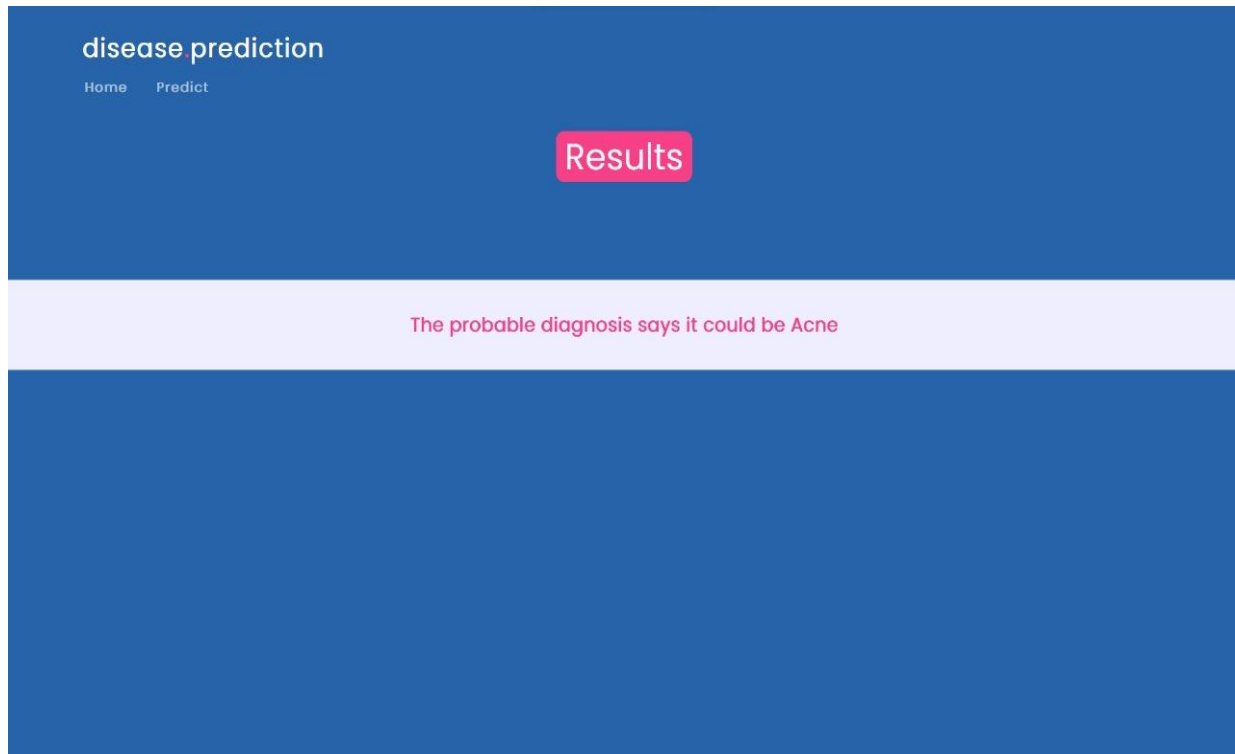 disease.prediction
Home Predict
Results
The probable diagnosis says it could be Acne